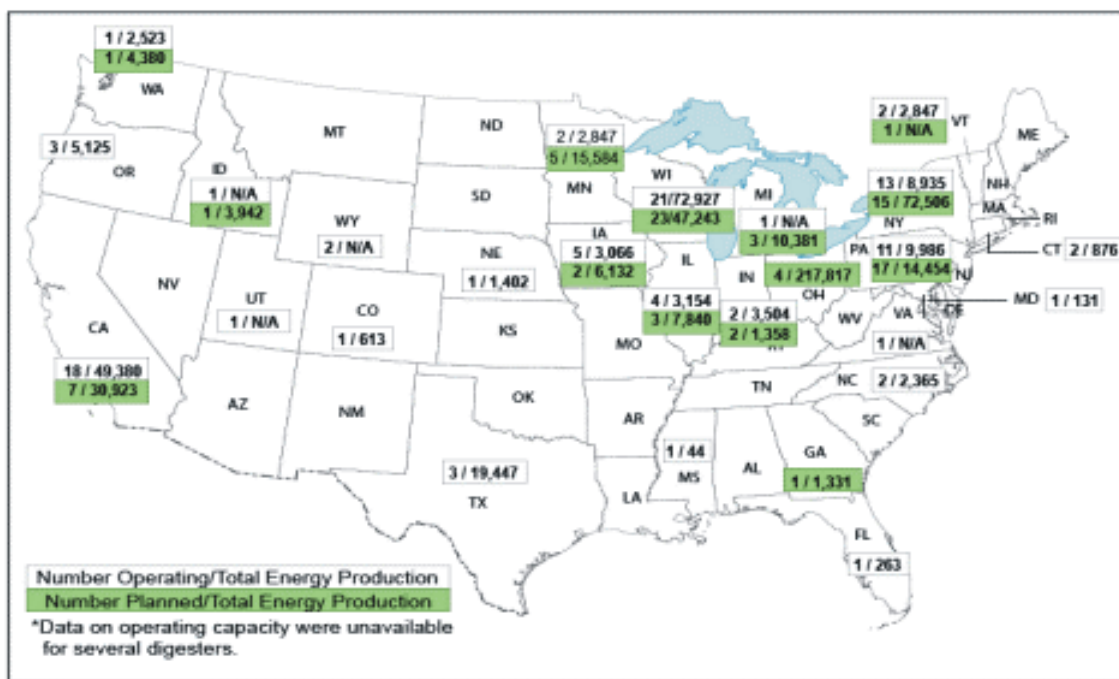 1 / 2,523
1 / 4,380
WA
3 / 5,125
OR
ID
1 / N/A
1 / 3,942
MT
ND
SD
WY
2 / N/A
NE
1 / 1,402
NV
UT
1 / N/A
CO
1 / 613
KS
CA
18 / 49,380
7 / 30,923
AZ
NM
OK
3 / 19,447
TX
2 / 2,847
5 / 15,584
MN
WI
21/72,927
23/47,243
MI
1 / N/A
3 / 10,381
IA
5 / 3,066
2 / 6,132
IL
4 / 3,154
3 / 7,840
MO
IN
2 / 3,504
2 / 1,358
4 / 217,817
OH
AR
LA
1 / 44
MS
AL
TN
GA
1 / 1,331
FL
1 / 263
SC
NC
2 / 2,365
WV
VA
1 / N/A
PA
11 / 9,986
17 / 14,454
NJ
DE
MD
1 / 131
CT
2 / 876
RI
MA
NH
ME
2 / 2,847
1 / N/A
VT
13 / 8,935
15 / 72,506
NY
Number Operating/Total Energy Production
Number Planned/Total Energy Production
*Data on operating capacity were unavailable
for several digesters.